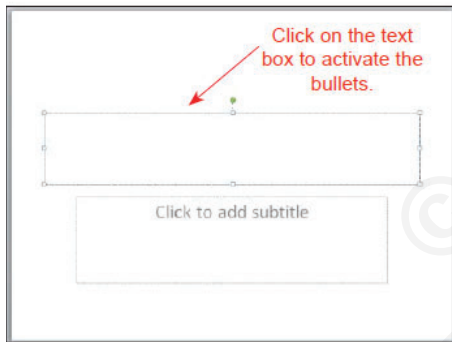 Click on the text
box to activate the
bullets.
Click to add subtitle
©